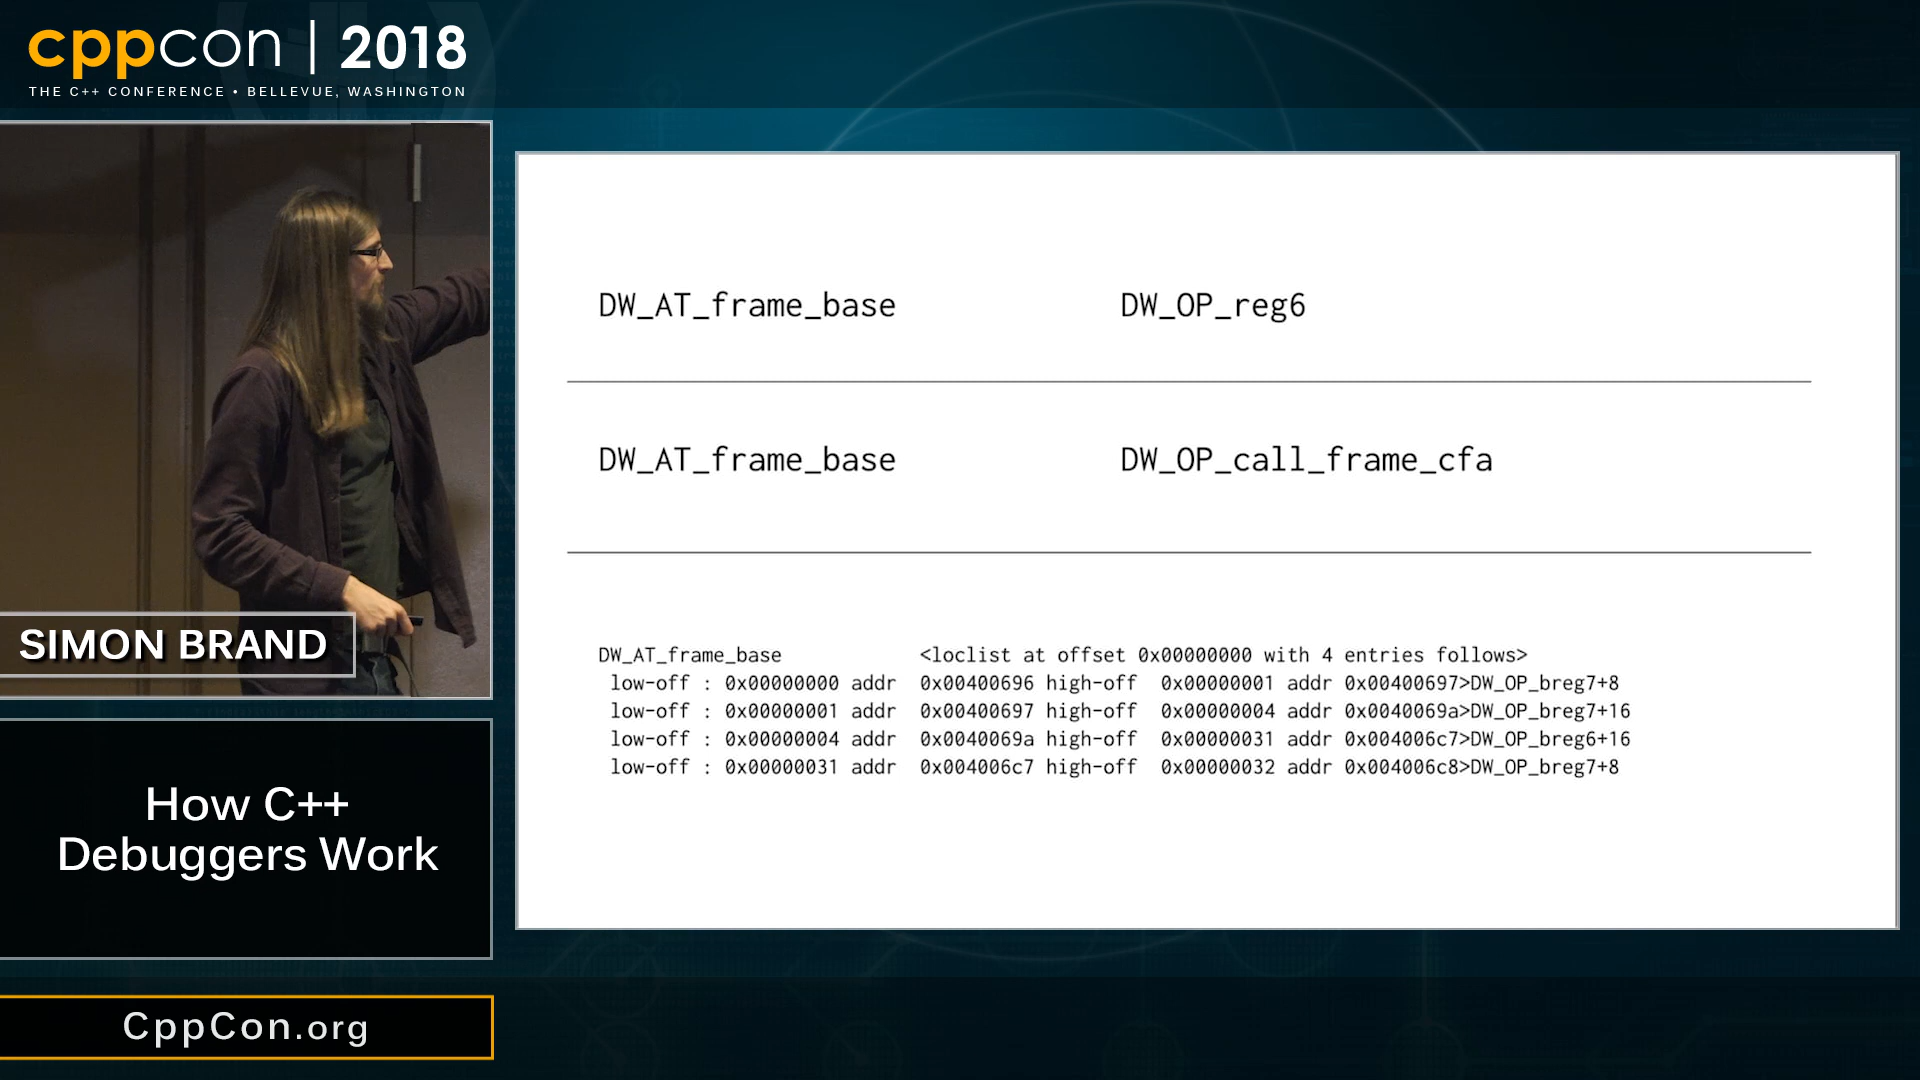 cppcon | 2018
THE C++ CONFERENCE • BELLEVUE, WASHINGTON
SIMON BRAND
How C++
Debuggers Work
CppCon.org
DW_AT_frame_base DW_OP_reg6
DW_AT_frame_base DW_OP_call_frame_cfa
DW_AT_frame_base <loclist at offset 0x00000000 with 4 entries follows>
low-off : 0x00000000 addr 0x00400696 high-off 0x00000001 addr 0x00400697>DW_OP_breg7+8
low-off : 0x00000001 addr 0x00400697 high-off 0x00000004 addr 0x0040069a>DW_OP_breg7+16
low-off : 0x00000004 addr 0x0040069a high-off 0x00000031 addr 0x004006c7>DW_OP_breg6+16
low-off : 0x00000031 addr 0x004006c7 high-off 0x00000032 addr 0x004006c8>DW_OP_breg7+8